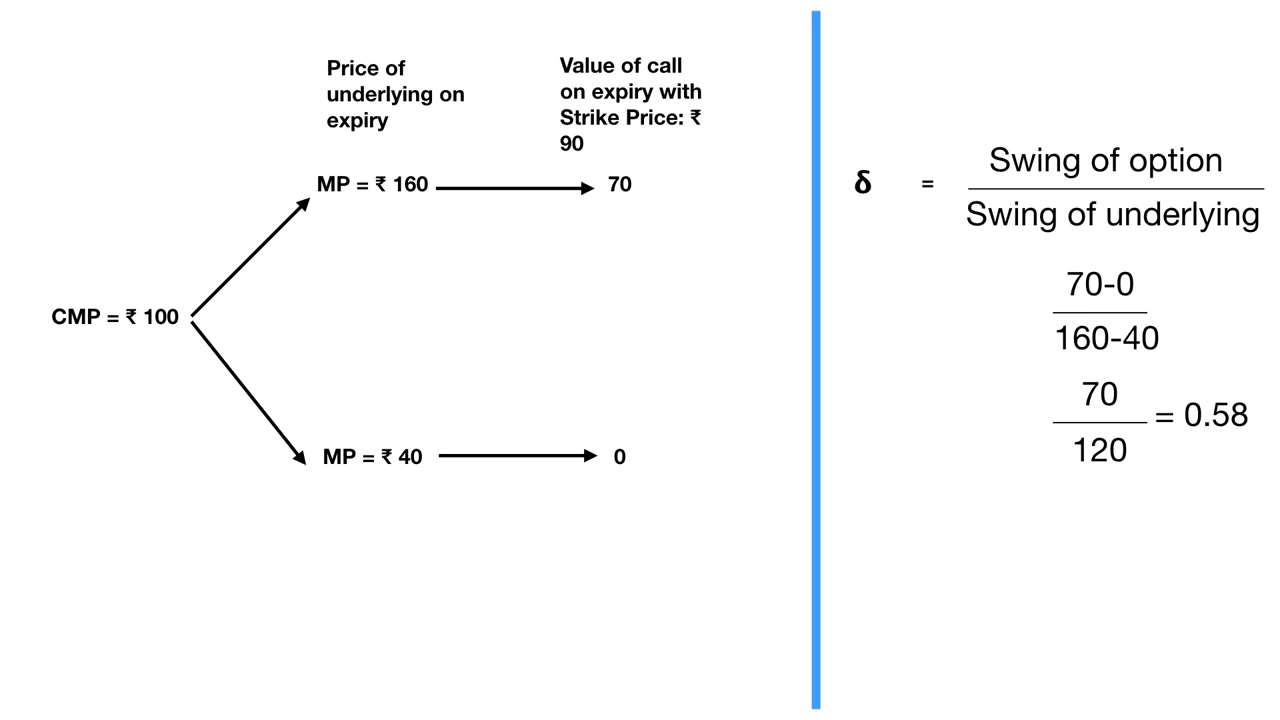 Price of
underlying on
expiry
Value of call
on expiry with
Strike Price: ₹
90
MP = ₹ 160
70
CMP = ₹ 100
MP = ₹ 40
0
δ = Swing of option
Swing of underlying
70-0
160-40
70
= 0.58
120